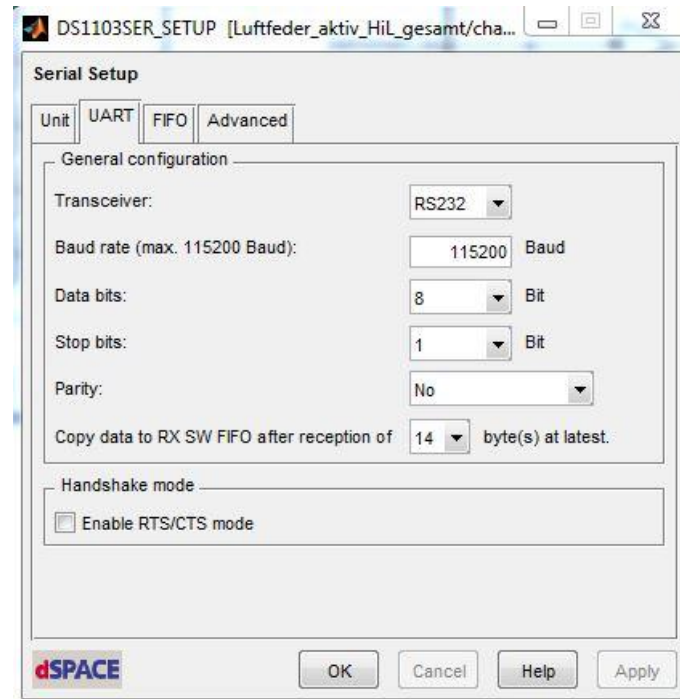 DS1103SER_SETUP [Luftfeder_aktiv_HiL_gesamt/cha...
Serial Setup
Unit UART FIFO Advanced
General configuration
Transceiver: RS232
Baud rate (max. 115200 Baud): 115200 Baud
Data bits: 8 Bit
Stop bits: 1 Bit
Parity: No
Copy data to RX SW FIFO after reception of 14 byte(s) at latest.
Handshake mode
Enable RTS/CTS mode
dSPACE OK Cancel Help Apply